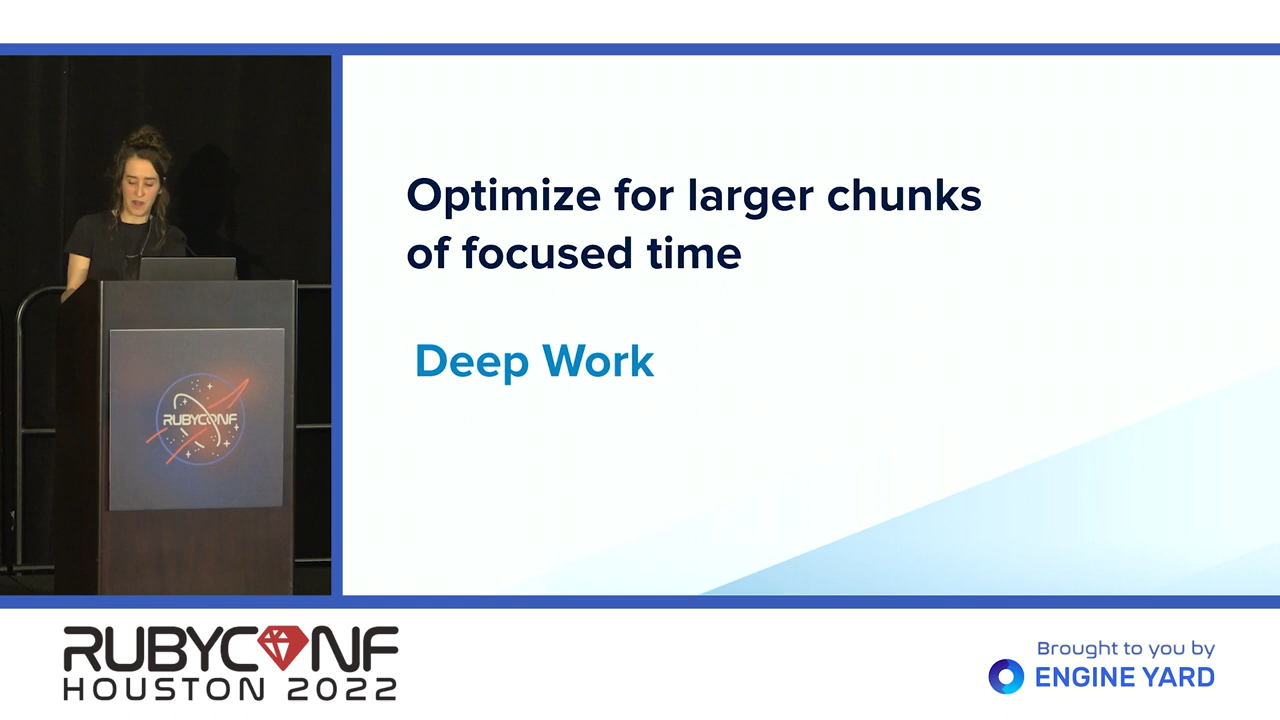 Optimize for larger chunks
of focused time
Deep Work
RUBYCONF
RUBYCONF
HOUSTON 2022
Brought to you by
ENGINE YARD